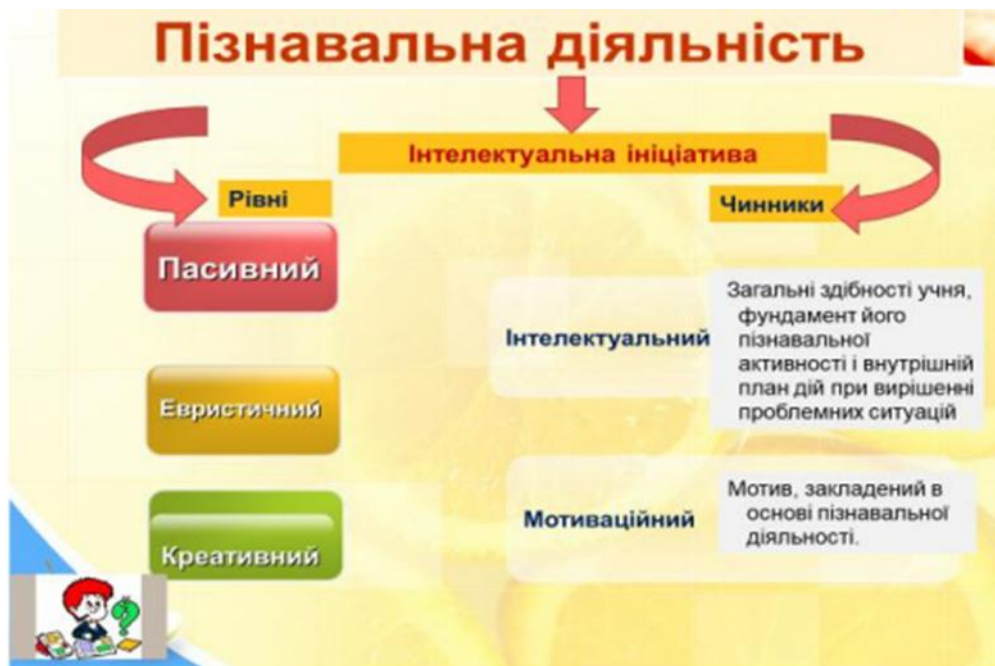 Пізнавальна діяльність
Інтелектуальна ініціатива
Рівні
Чинники
Пасивний
Евристичний
Креативний
Інтелектуальний
Загальні здібності учня,
фундамент його
пізнавальної
активності і внутрішній
план дій при вирішенні
проблемних ситуацій
Мотиваційний
Мотив, закладений в
основі пізнавальної
діяльності.